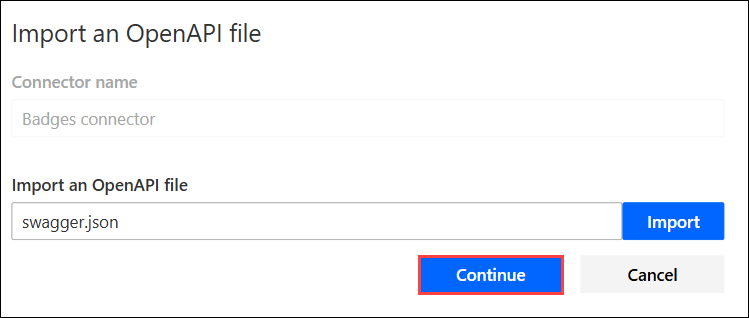 Import an OpenAPI file
Connector name
Badges connector
Import an OpenAPI file
swagger.json
Import
Continue
Cancel